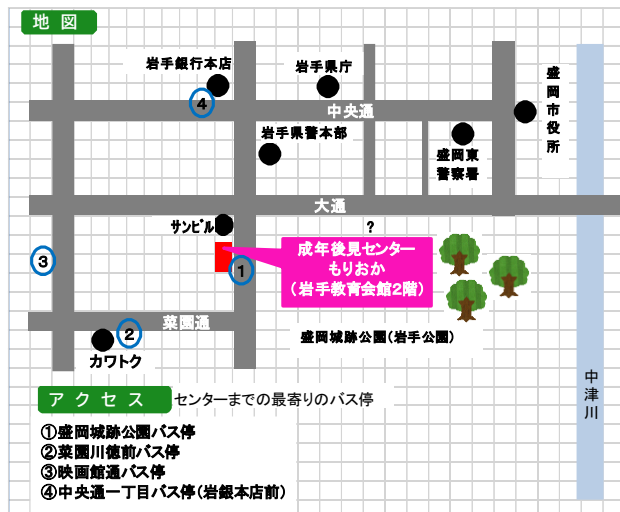 地 図
岩手銀行本店
岩手県庁
④
中央通
盛岡市役所
岩手県警本部
盛岡東
警察署
大通
サンビル
?
③
①
成年後見センター
もりおか
（岩手教育会館２階）
菜園通
②
カワトク
盛岡城跡公園（岩手公園）
中津川
ア ク セ ス
センターまでの最寄りのバス停
①盛岡城跡公園バス停
②菜園川徳前バス停
③映画館通バス停
④中央通一丁目バス停（岩銀本店前）